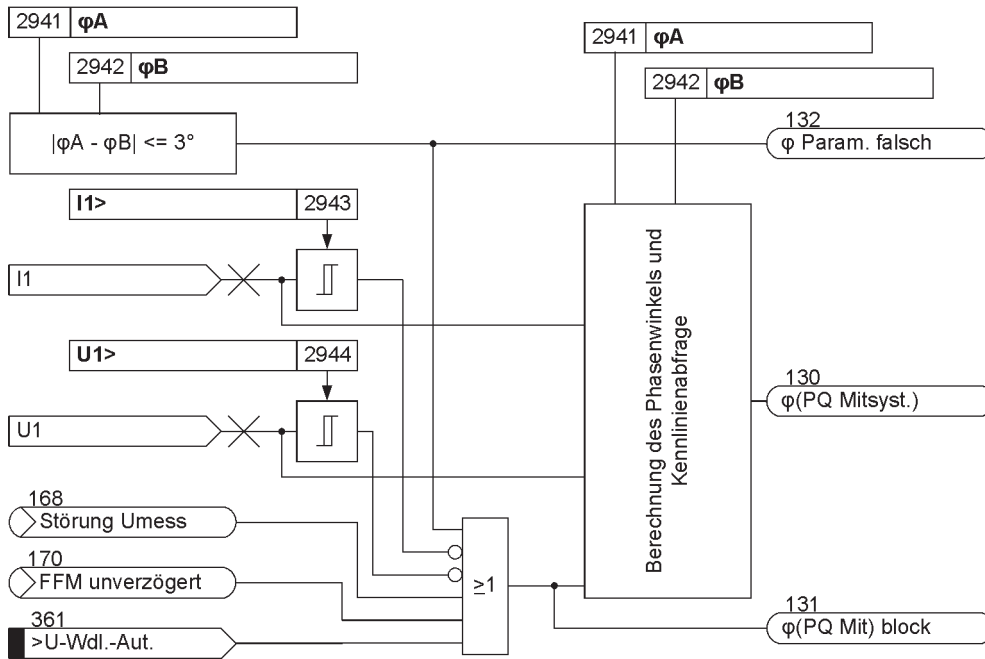 2941 φA
2942 φB
|φA - φB| <= 3°
2941 φA
2942 φB
132
φ Param. falsch
I1> 2943
I1
U1> 2944
U1
Berechnung des Phasenwinkels und
Kennlinienabfrage
130
φ(PQ Mitsyst.)
168
Störung Umess
170
FFM unverzögert
361
>U-Wdl.-Aut.
≥1
131
φ(PQ Mit) block